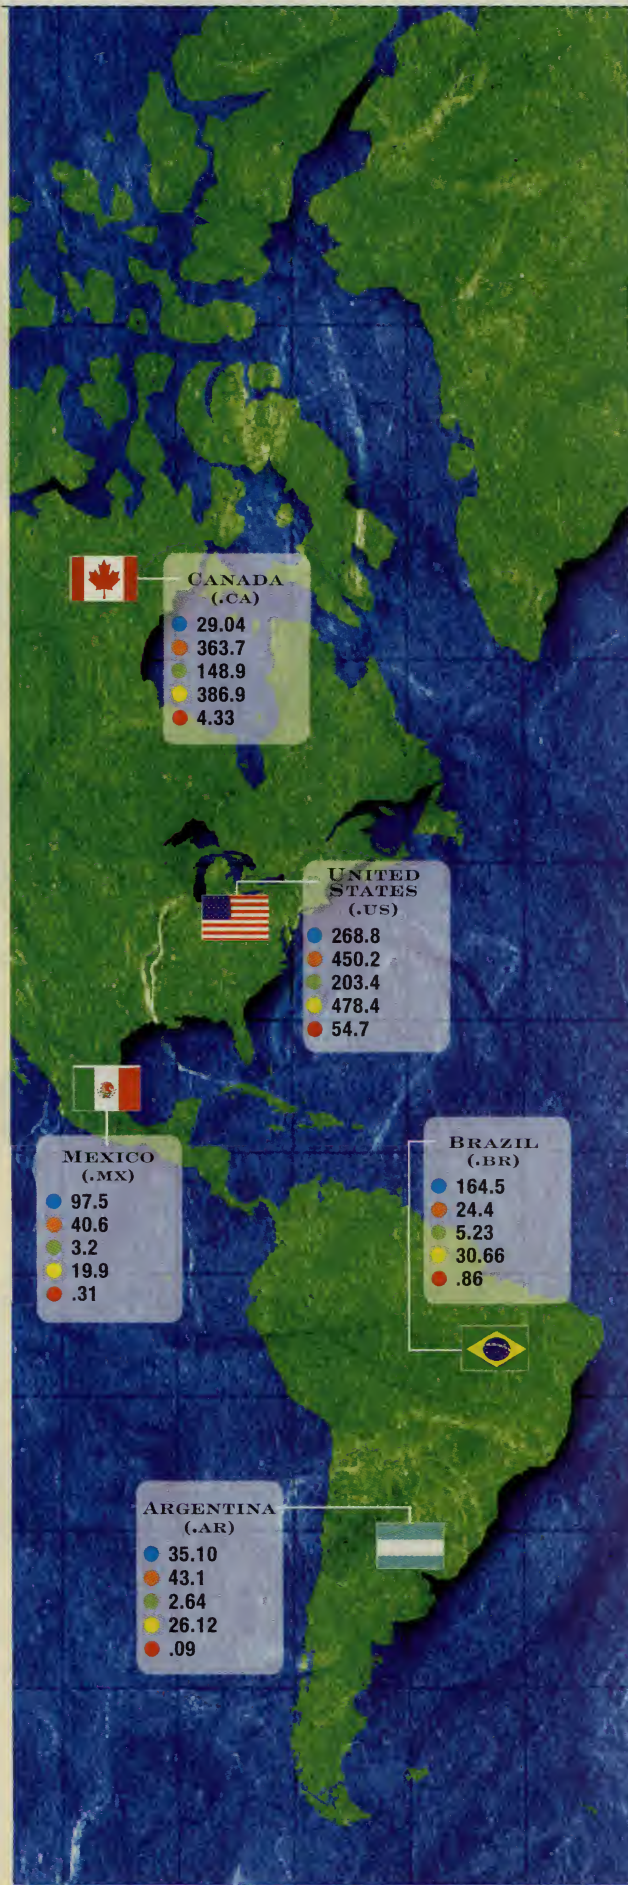 CANADA
(.CA)
29.04
363.7
148.9
386.9
4.33
UNITED
STATES
(.US)
268.8
450.2
203.4
478.4
54.7
MEXICO
(.MX)
97.5
40.6
3.2
19.9
.31
BRAZIL
(.BR)
164.5
24.4
5.23
30.66
.86
ARGENTINA
(.AR)
35.10
43.1
2.64
26.12
.09